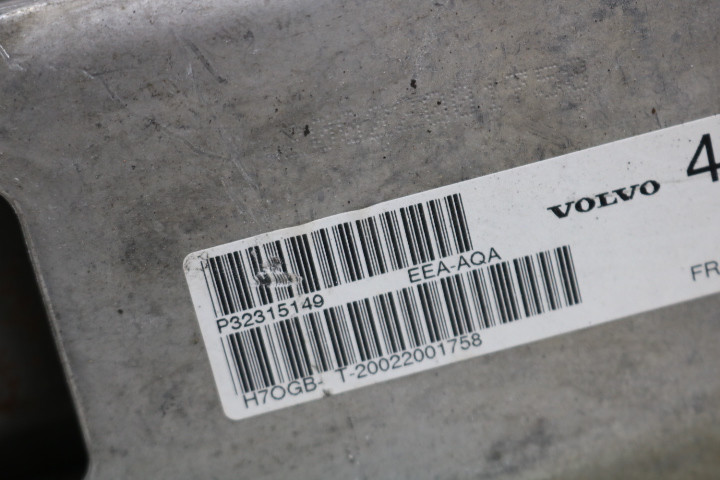 VOLVO
4
P32315149 EEA-AQA
FR
H7OGB- T-20022001758